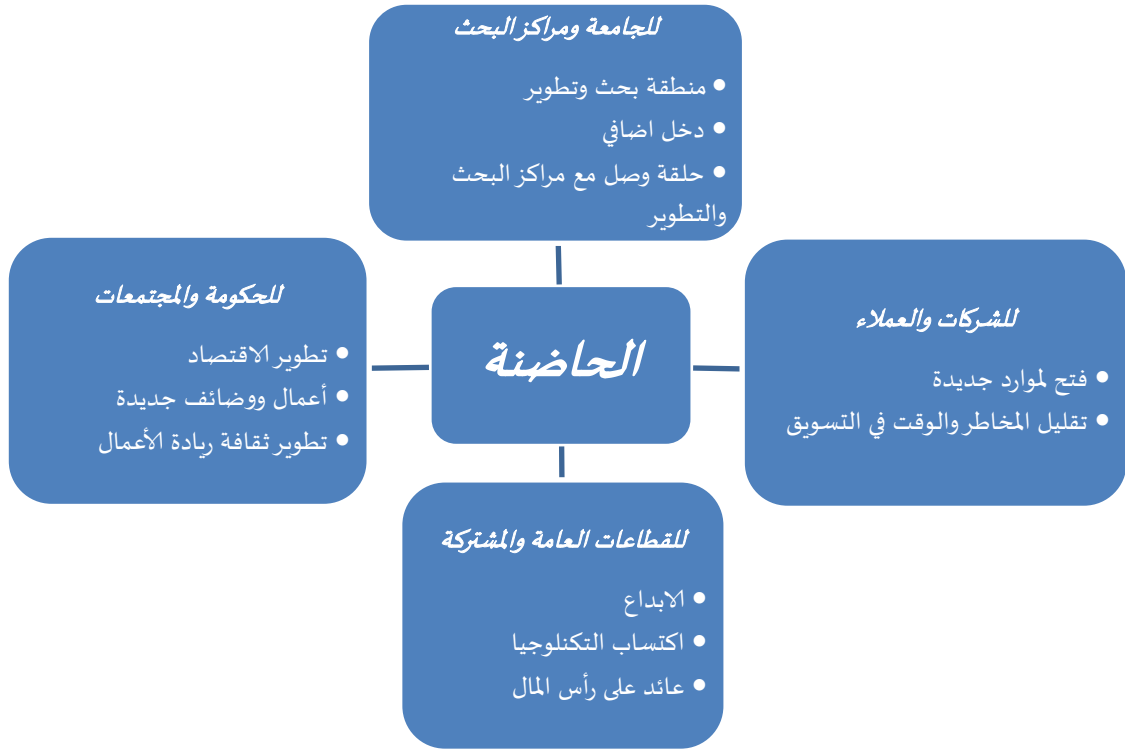 للجامعة ومراكز البحث
• منطقة بحث وتطوير
• دخل اضافي
• حلقة وصل مع مراكز البحث
والتطوير
للشركات والعملاء
• فتح لموارد جديدة
• تقليل المخاطر والوقت في التسويق
الحاضنة
للحكومة والمجتمعات
• تطوير الاقتصاد
• أعمال ووضائف جديدة
• تطوير ثقافة ريادة الأعمال
للقطاعات العامة والمشتركة
• الابداع
• اكتساب التكنلوجيا
• عائد على رأس المال